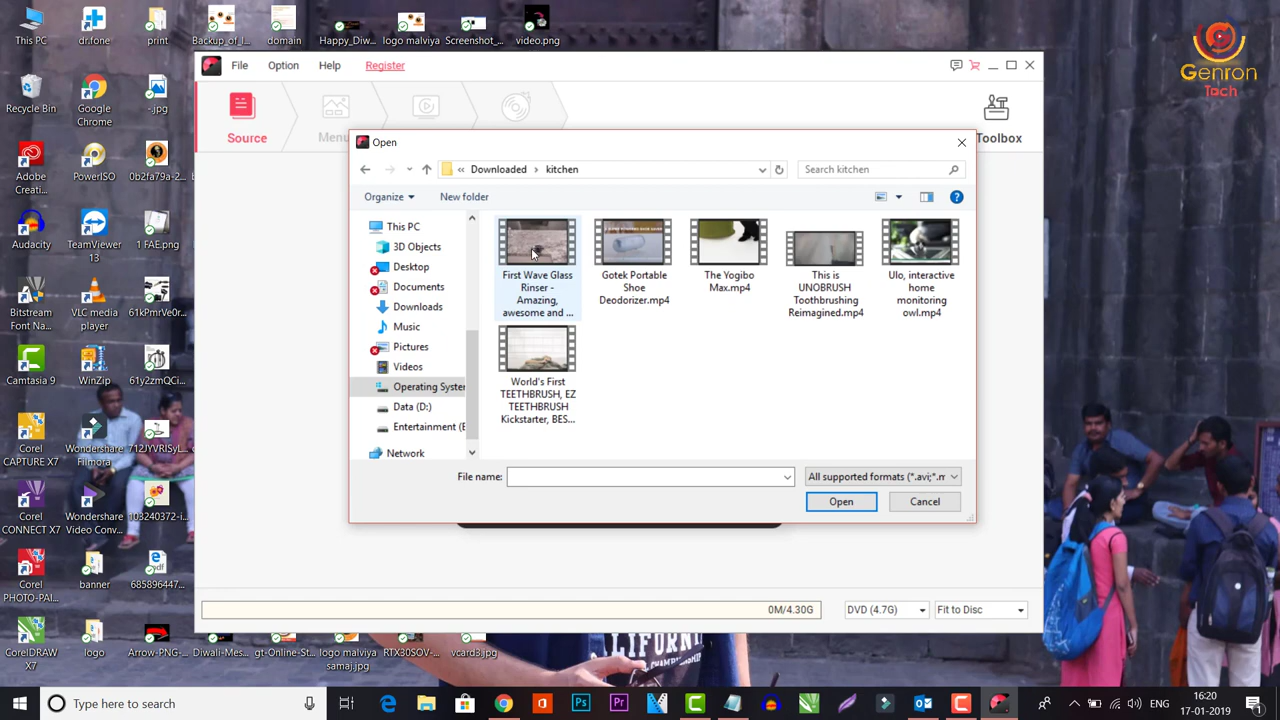 This PC
dr.fone
print
Backup_of_l...
domain
Happy_Diw...
logo malviya
Screenshot_...
video.png
Genron
Tech
File
Option
Help
Register
Recycle Bin
Google
Chrome
-.jpg
Source
Menu
Toolbox
Open
Downloaded
kitchen
Search kitchen
Adobe
Creati...
PowerISO
0b2fa79a-2...
Organize
New folder
This PC
3D Objects
Desktop
Documents
Downloads
Music
Pictures
Videos
Operating Syste
Data (D:)
Entertainment (E
Network
First Wave Glass
Rinser -
Amazing,
awesome and ...
Gotek Portable
Shoe
Deodorizer.mp4
The Yogibo
Max.mp4
This is
UNOBRUSH
Toothbrushing
Reimagined.mp4
Ulo, interactive
home
monitoring
owl.mp4
World's First
TEETHBRUSH, EZ
TEETHBRUSH
Kickstarter, BES...
Audacity
TeamViewer
13
1 FAE.png
Bitstream
Font Na...
VLC media
player
61kPmrVe0r...
Camtasia 9
WinZip
61y2zmQCi...
Corel
CAPTURE X7
Wondershare
Filmora
712JYVRISyL...
File name:
All supported formats (*.avi;*.m
Open
Cancel
Corel
CONNECT X7
Wondershare
Video Conv...
103240372-i...
Corel
PHOTO-PAI...
banner
685896447...
0M/4.30G
DVD (4.7G)
Fit to Disc
CorelDRAW
X7
logo
Arrow-PNG-...
Diwali-Mes...
gt-Online-St...
logo malviya
samaj.jpg
RTX30SOV-...
vcard3.jpg
CALIFORNIA
Type here to search
ENG
16:20
17-01-2019